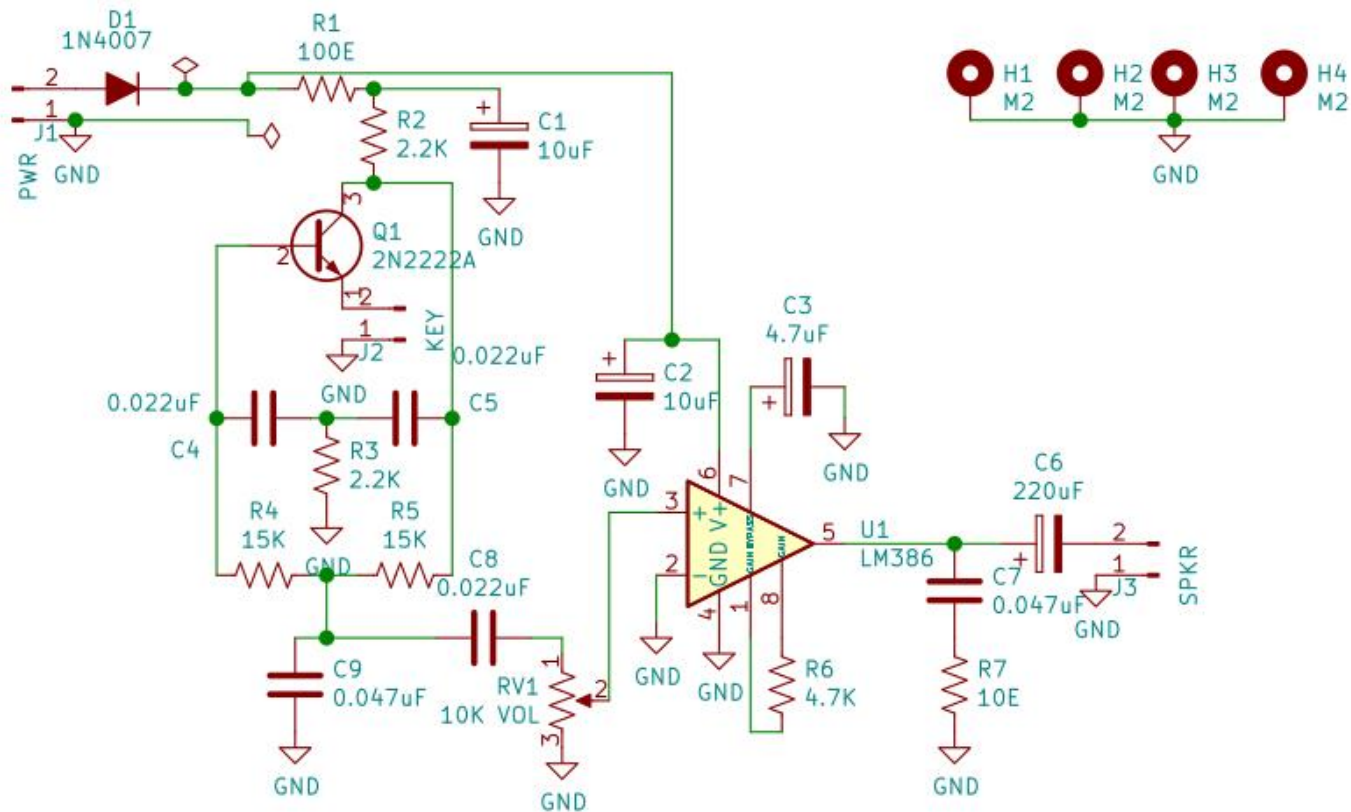 D1
1N4007
2
1
J1
PWR
GND
R1
100E
R2
2.2K
+
C1
10uF
GND
H1
M2
H2
M2
H3
M2
H4
M2
GND
3
2
1
Q1
2N2222A
2
1
J2
KEY
GND
0.022uF
C4
0.022uF
C5
R3
2.2K
GND
R4
15K
R5
15K
C9
0.047uF
GND
C8
0.022uF
1
2
3
RV1
10K VOL
GND
+
C2
10uF
GND
C3
4.7uF
+
GND
3
2
6
7
4
1
8
5
+
-
V+
GND
BYPASS
GAIN
GAIN
U1
LM386
GND
GND
R6
4.7K
C6
220uF
+
2
1
J3
SPKR
GND
C7
0.047uF
R7
10E
GND